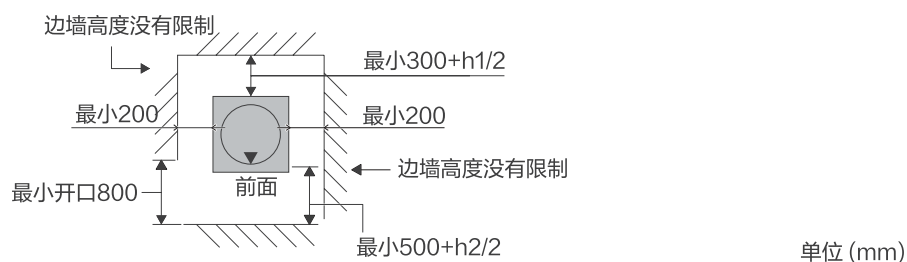 边墙高度没有限制
最小300+h1/2
最小200
最小200
边墙高度没有限制
前面
最小开口800
最小500+h2/2
单位 (mm)